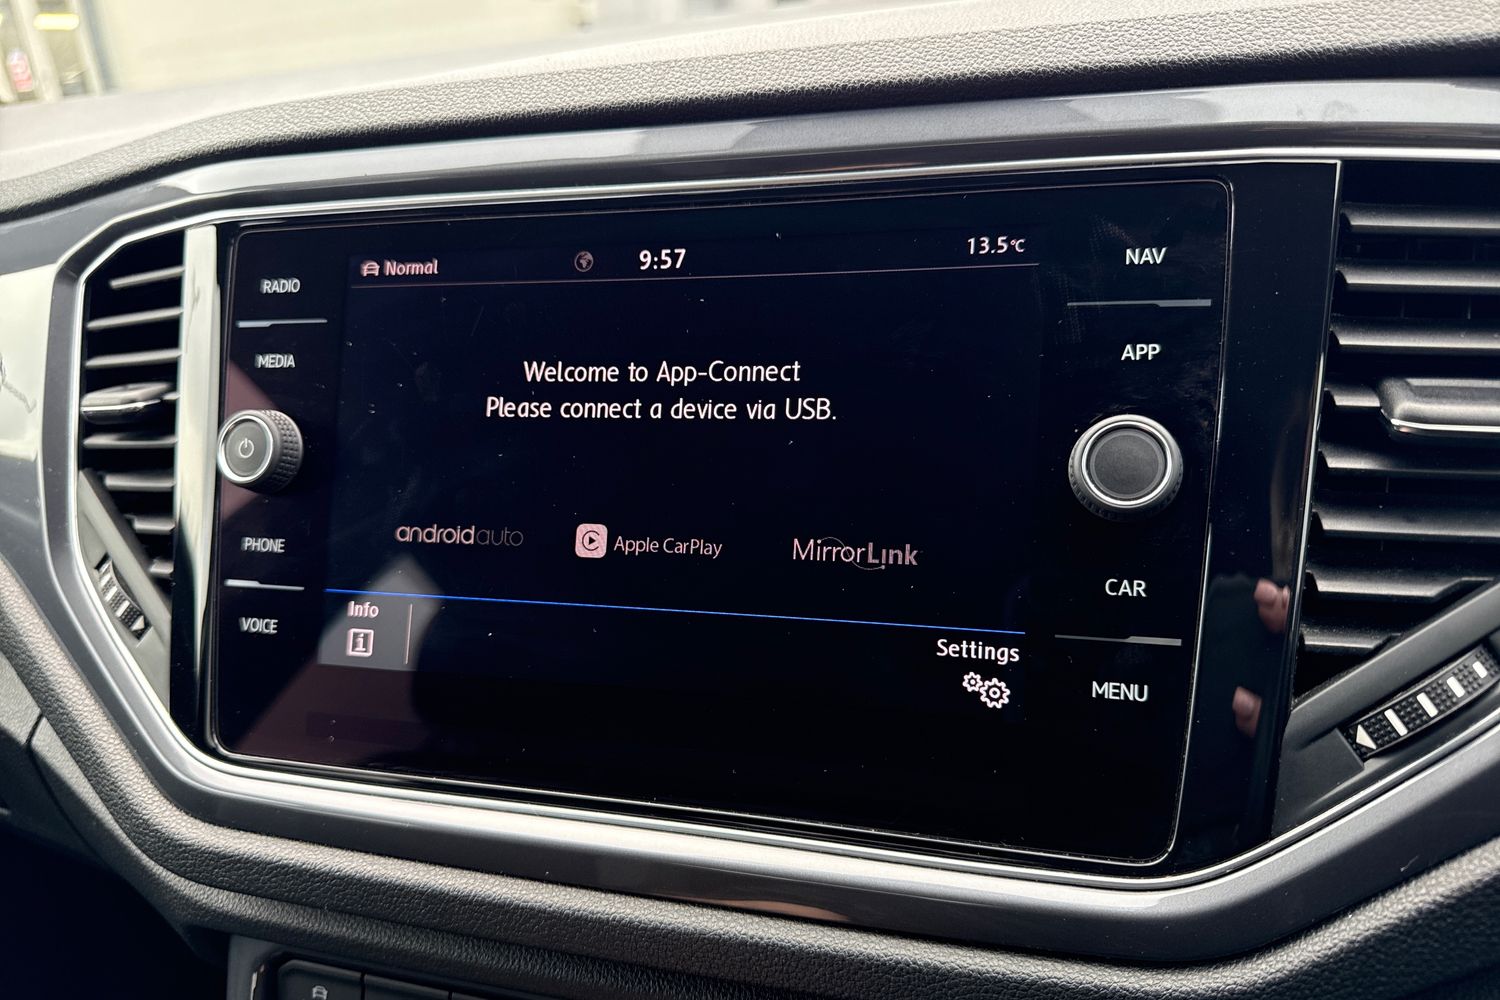 Normal
9:57
13.5°C
RADIO
MEDIA
PHONE
VOICE
Welcome to App-Connect
Please connect a device via USB.
androidauto
Apple CarPlay
MirrorLink
Info
i
Settings
NAV
APP
CAR
MENU